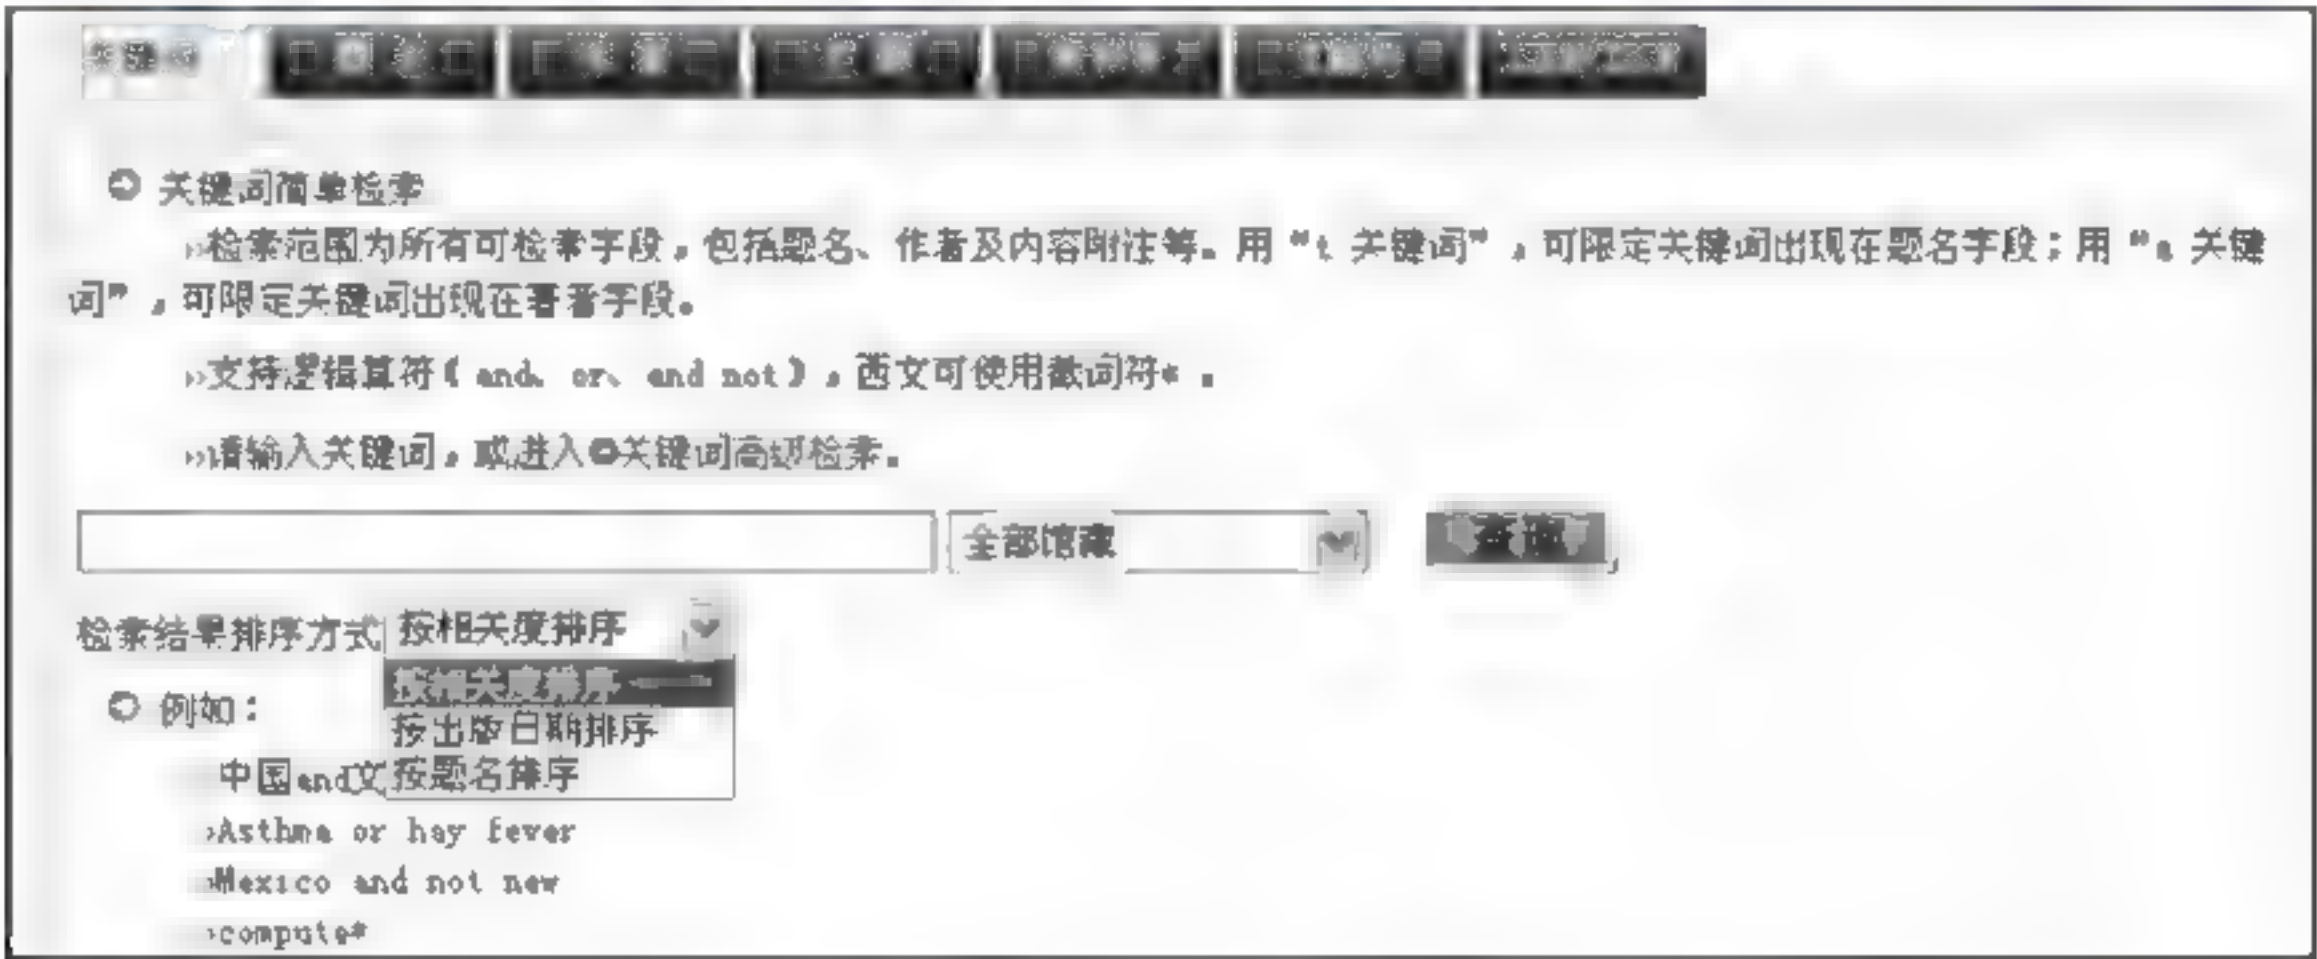 关键词简单检索
»检索范围为所有可检索字段，包括题名、作者及内容附注等。用“t 关键词”，可限定关键词出现在题名字段；用“a 关键
词”，可限定关键词出现在著者字段。
»支持逻辑算符（and、or、and not），西文可使用截词符*。
»请输入关键词，或进入关键词高级检索。
全部馆藏
检索结果排序方式 按相关度排序
按相关度排序
例如：
按出版日期排序
中国and文 按题名排序
›Asthma or hay fever
›Mexico and not new
›compute*